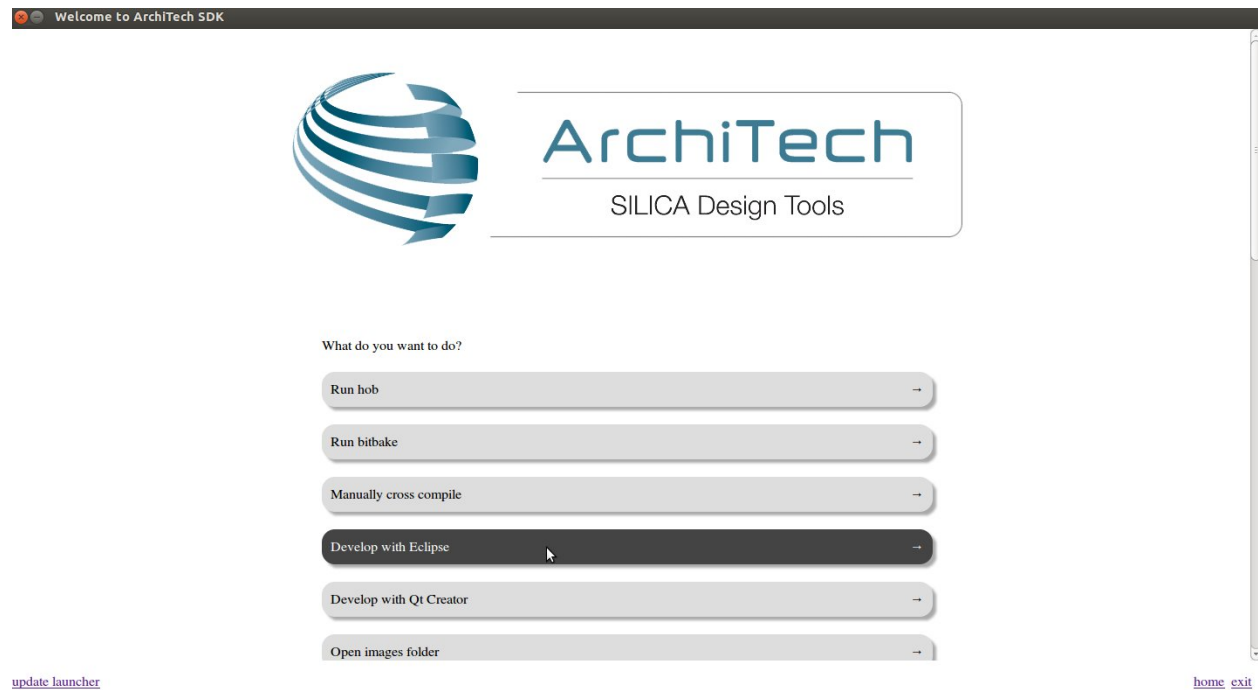 Welcome to ArchiTech SDK
ArchiTech
SILICA Design Tools
What do you want to do?
Run hob →
Run bitbake →
Manually cross compile →
Develop with Eclipse →
Develop with Qt Creator →
Open images folder →
update launcher home exit